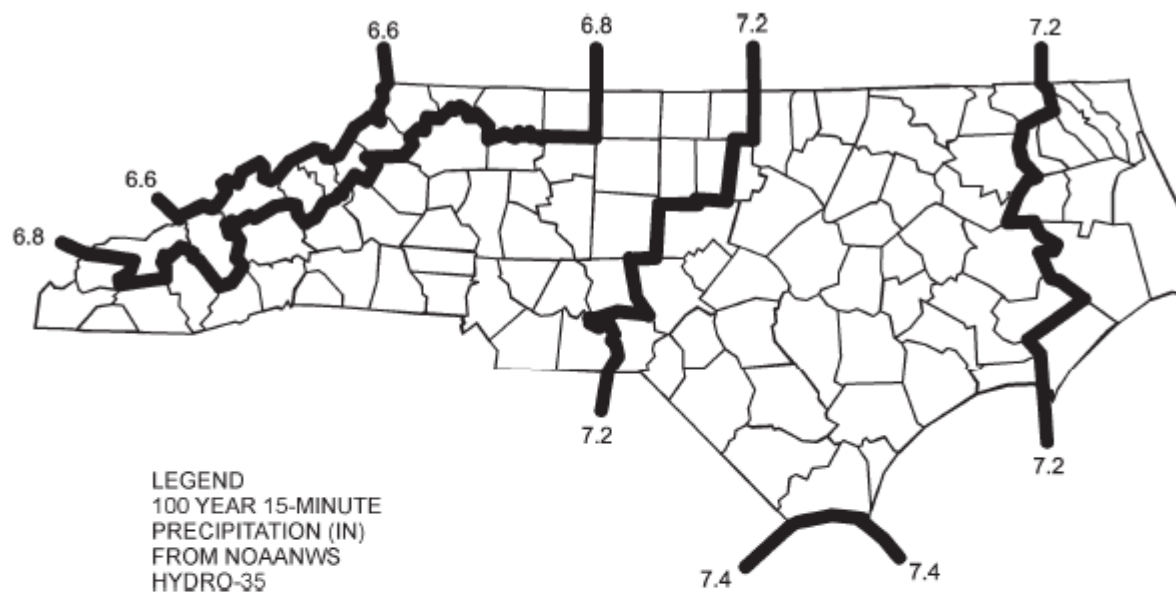 6.6
6.8
7.2
7.2
6.6
6.8
7.2
7.2
LEGEND
100 YEAR 15-MINUTE
PRECIPITATION (IN)
FROM NOAANWS
HYDRO-35
7.4
7.4